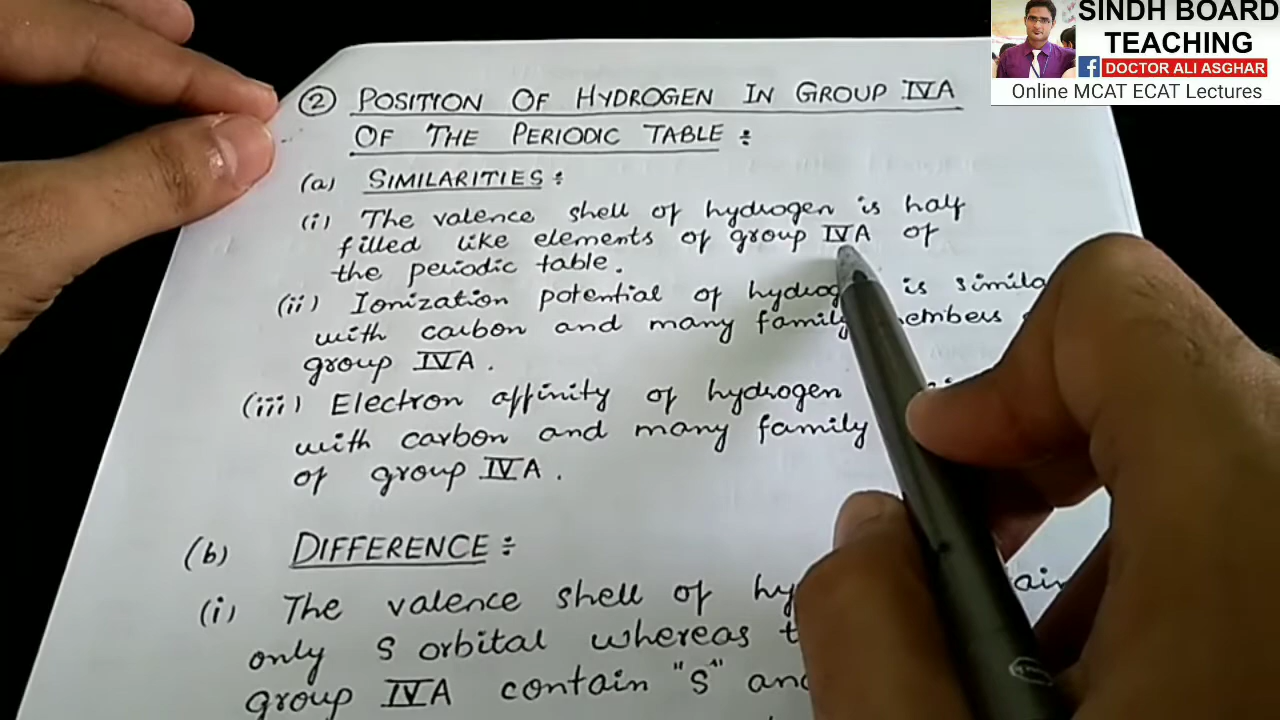 SINDH BOARD
TEACHING
f DOCTOR ALI ASGHAR
Online MCAT ECAT Lectures
(2) POSITION OF HYDROGEN IN GROUP IVA
OF THE PERIODIC TABLE :
(a) SIMILARITIES :
(i) The valence shell of hydrogen is half
filled like elements of group IVA of
the periodic table.
(ii) Ionization potential of hydrog is simila
with carbon and many family embers
group IVA .
(iii) Electron affinity of hydrogen
with carbon and many family
of group IVA .
(b) DIFFERENCE :
(i) The valence shell of hy ain
only S orbital whereas t
group IVA contain "S" and